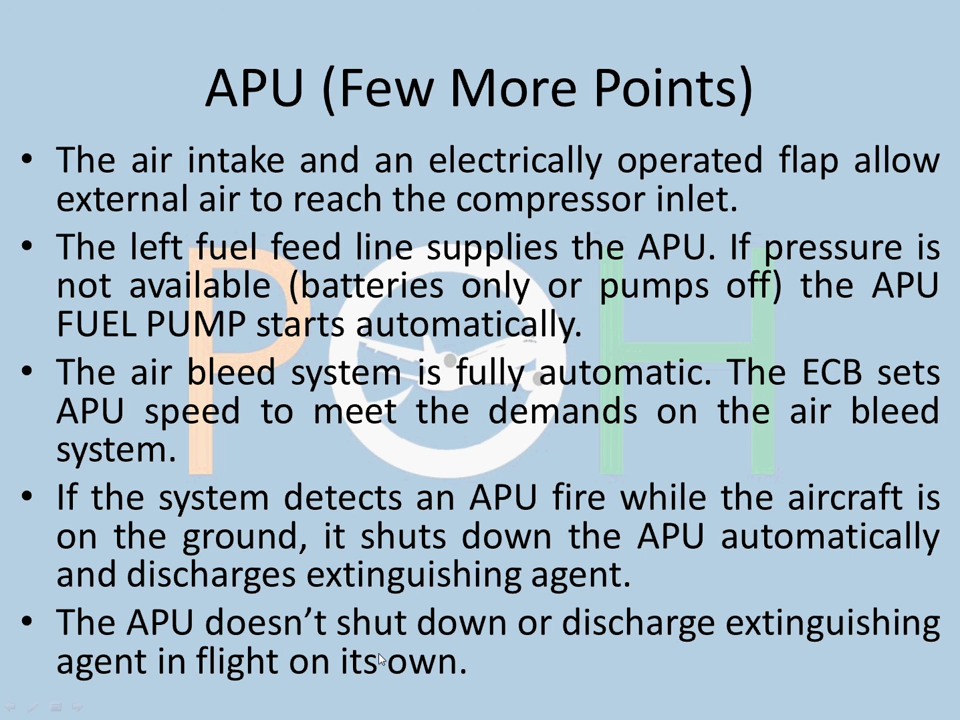 APU (Few More Points)
• The air intake and an electrically operated flap allow
external air to reach the compressor inlet.
• The left fuel feed line supplies the APU. If pressure is
not available (batteries only or pumps off) the APU
FUEL PUMP starts automatically.
• The air bleed system is fully automatic. The ECB sets
APU speed to meet the demands on the air bleed
system.
• If the system detects an APU fire while the aircraft is
on the ground, it shuts down the APU automatically
and discharges extinguishing agent.
• The APU doesn’t shut down or discharge extinguishing
agent in flight on its own.
POH